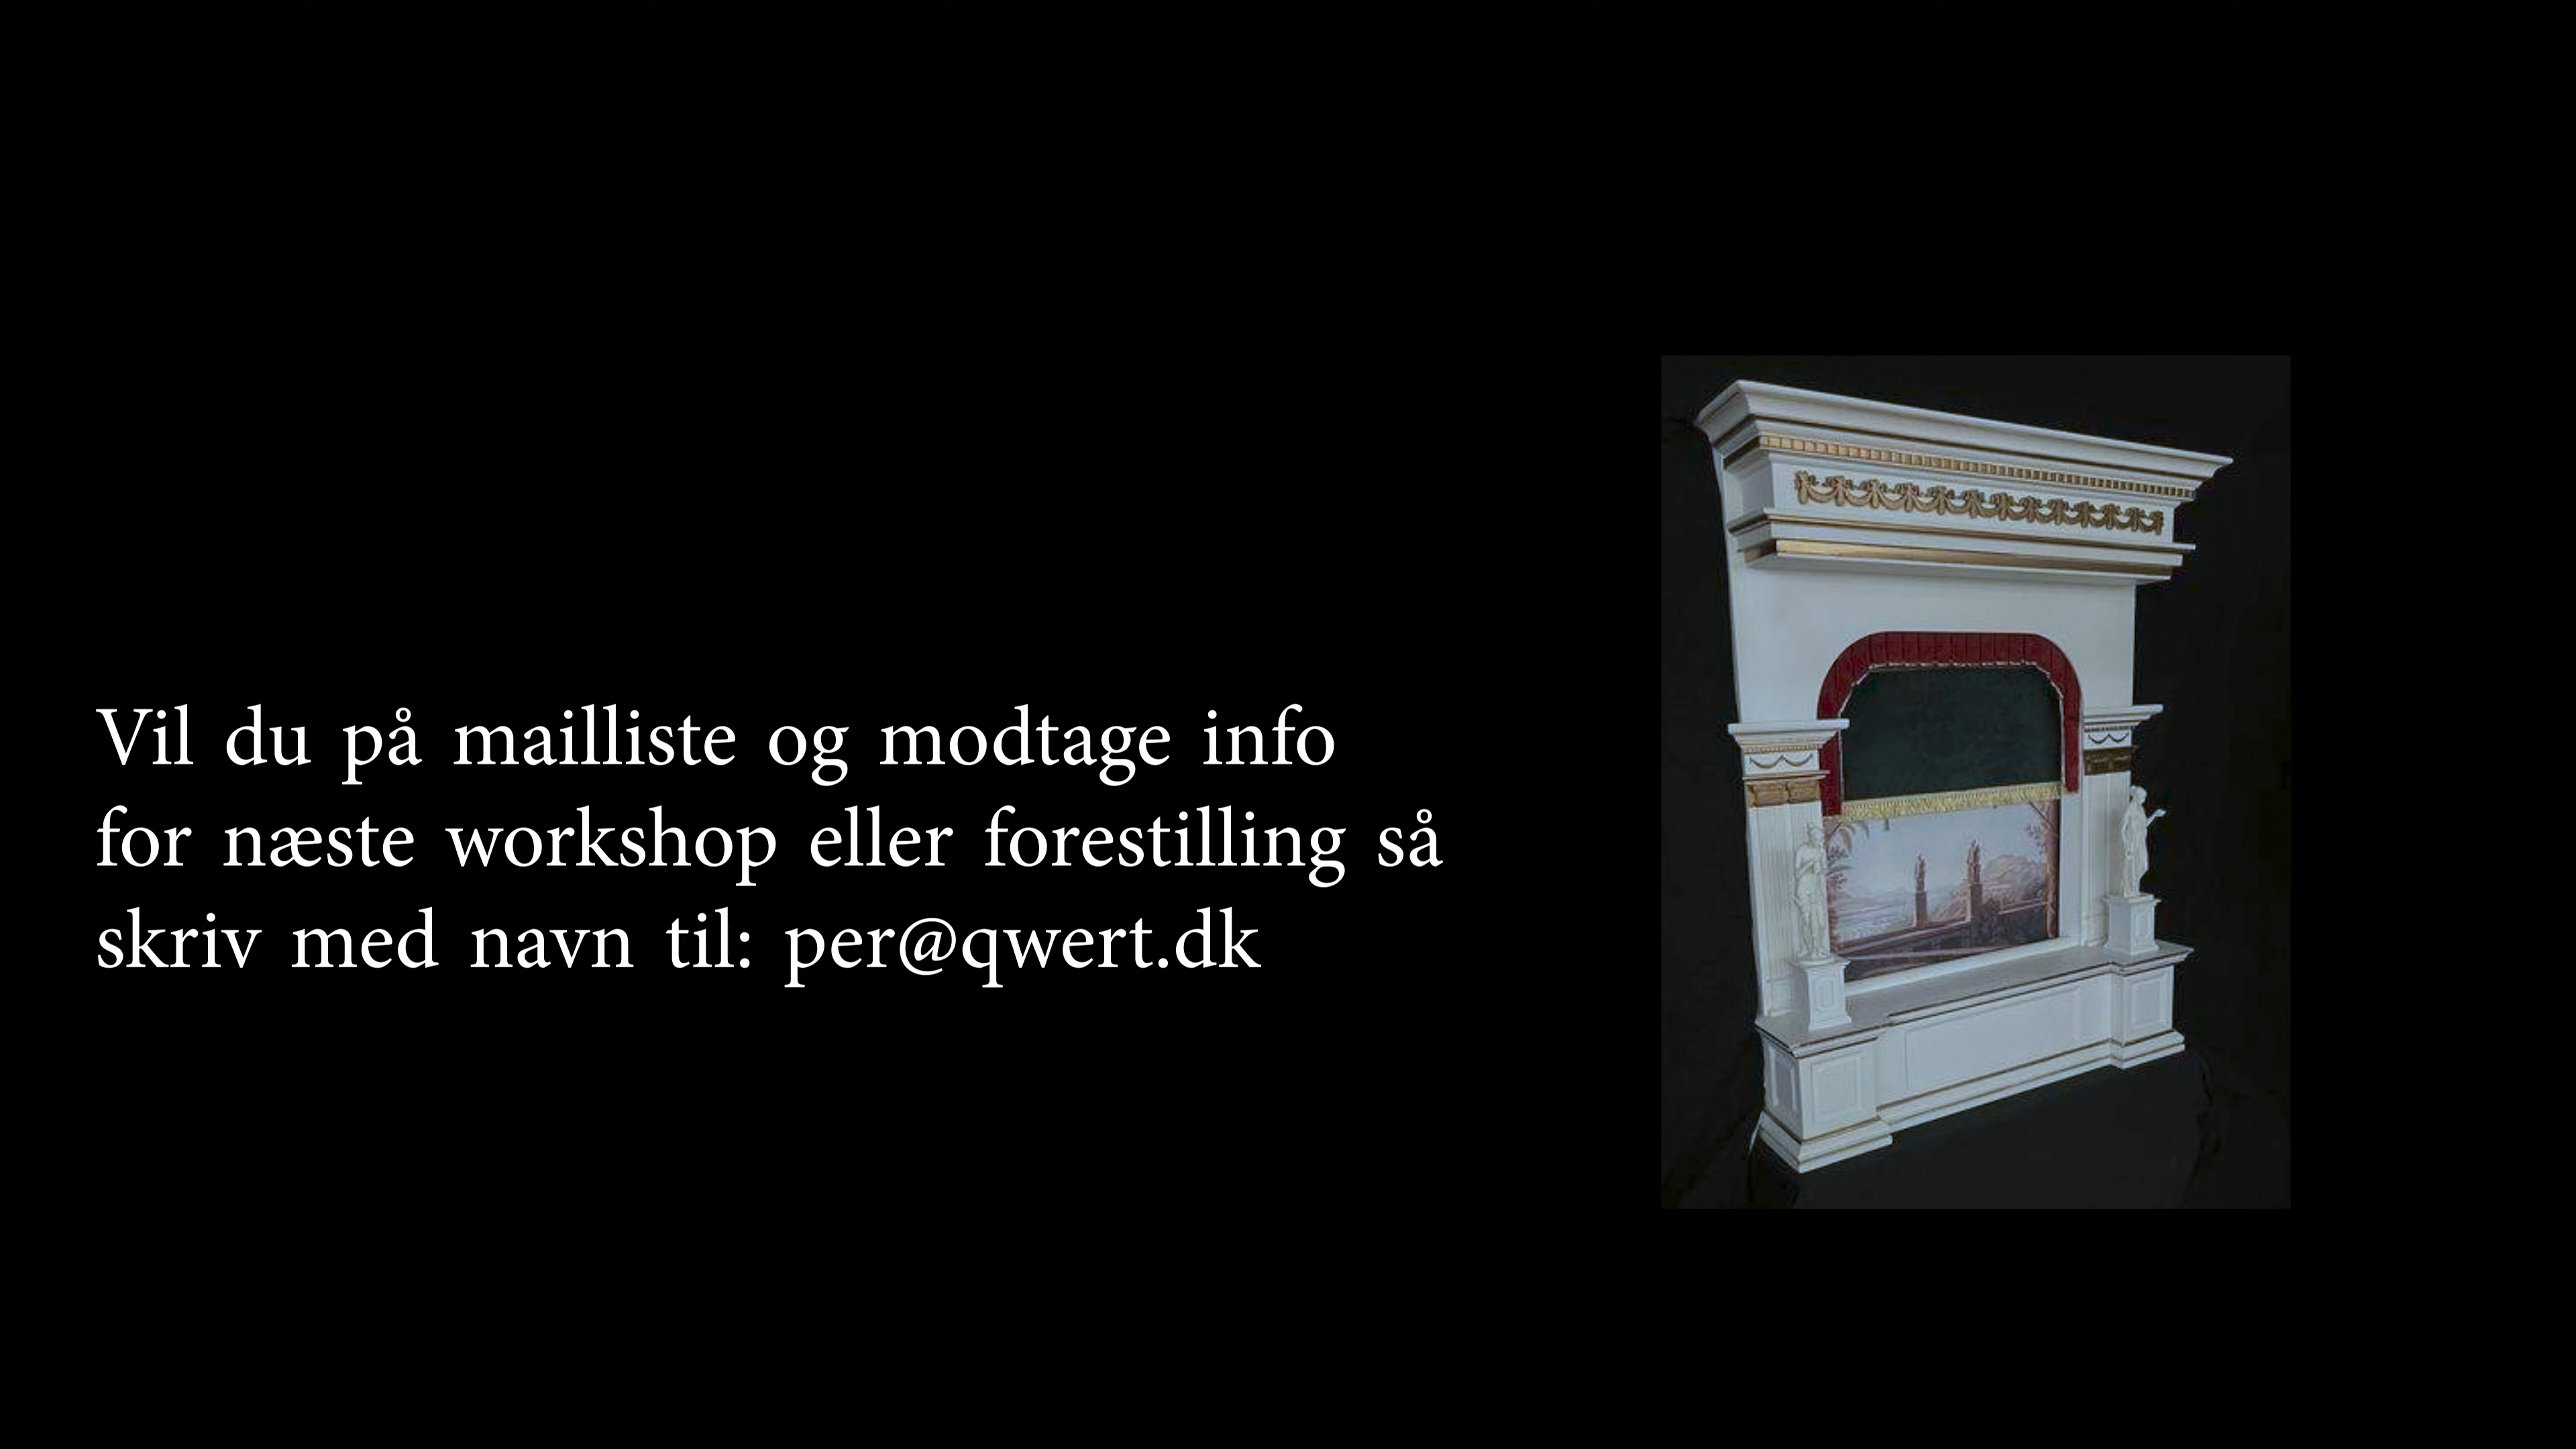 Vil du på mailliste og modtage info
for næste workshop eller forestilling så
skriv med navn til: per@qwert.dk